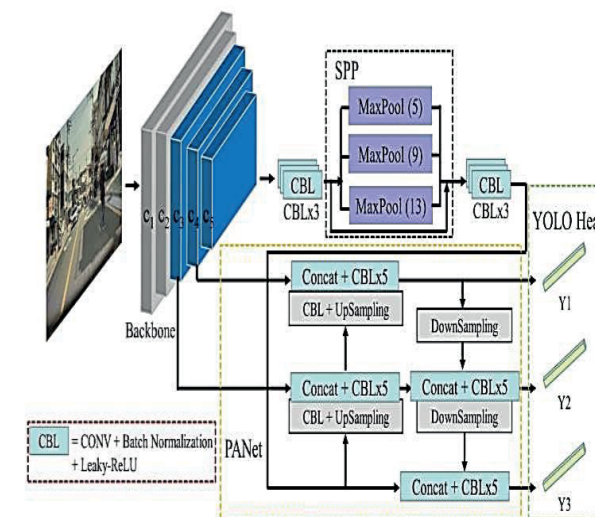 SPP
MaxPool (5)
MaxPool (9)
MaxPool (13)
CBL
CBLx3
CBL
CBLx3
C1 C2 C3 C4 C5
Backbone
YOLO Hea
Concat + CBLx5
CBL + UpSampling
DownSampling
Y1
Concat + CBLx5
CBL + UpSampling
Concat + CBLx5
DownSampling
Y2
PANet
Concat + CBLx5
Y3
CBL = CONV + Batch Normalization
+ Leaky-ReLU